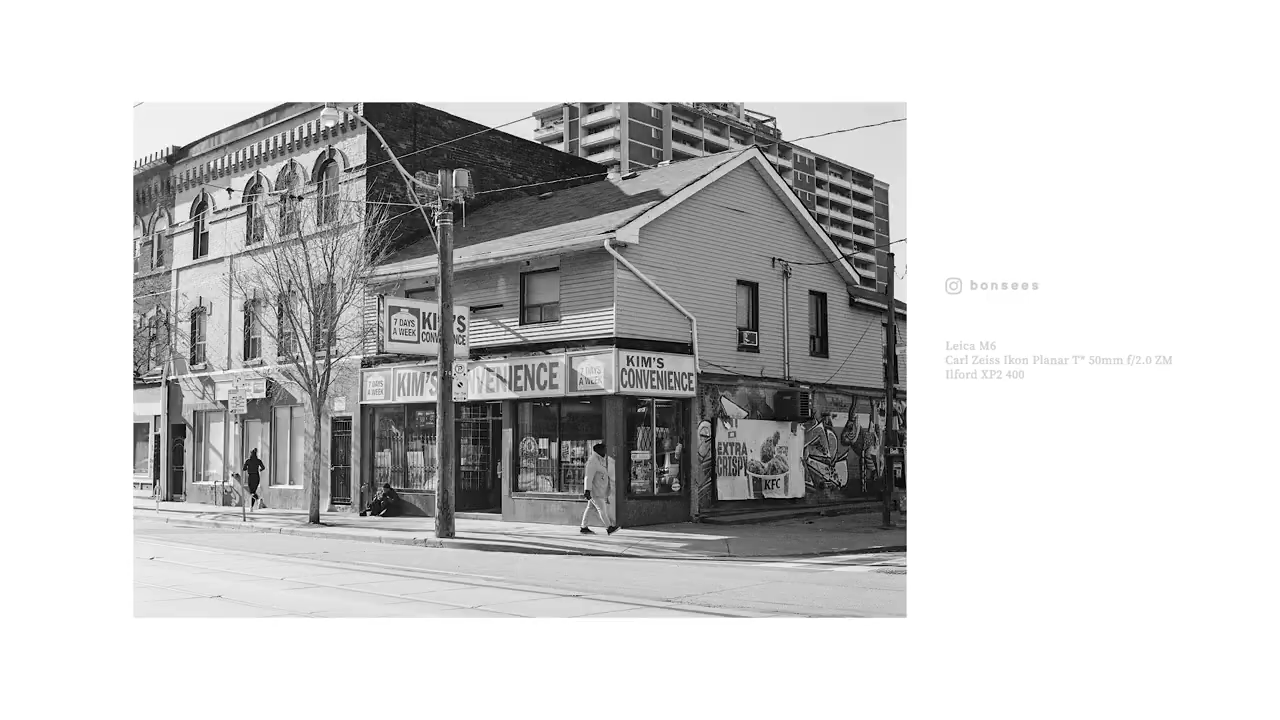 7 DAYS
A WEEK
KIM'S
CONVENIENCE
7 DAYS
A WEEK
KIM'S CONVENIENCE
7 DAYS
A WEEK
KIM'S
CONVENIENCE
EXTRA
CRISPY
KFC
bonsees
Leica M6
Carl Zeiss Ikon Planar T* 50mm f/2.0 ZM
Ilford XP2 400